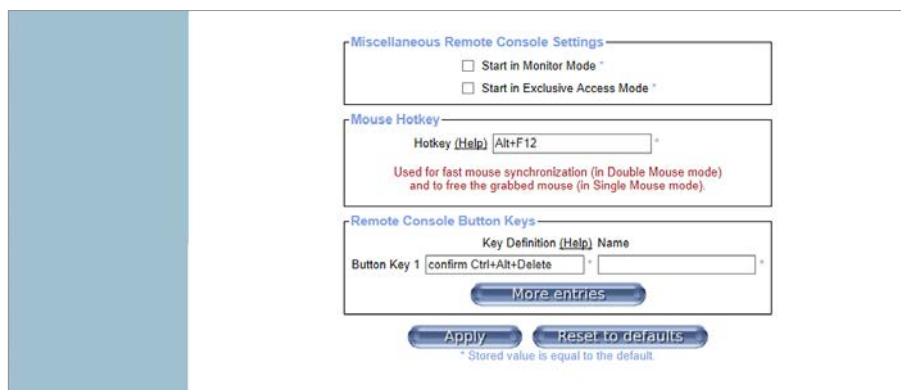 Miscellaneous Remote Console Settings
Start in Monitor Mode *
Start in Exclusive Access Mode *
Mouse Hotkey
Hotkey (Help) Alt+F12 *
Used for fast mouse synchronization (in Double Mouse mode)
and to free the grabbed mouse (in Single Mouse mode).
Remote Console Button Keys
Key Definition (Help) Name
Button Key 1 confirm Ctrl+Alt+Delete * *
More entries
Apply Reset to defaults
* Stored value is equal to the default.